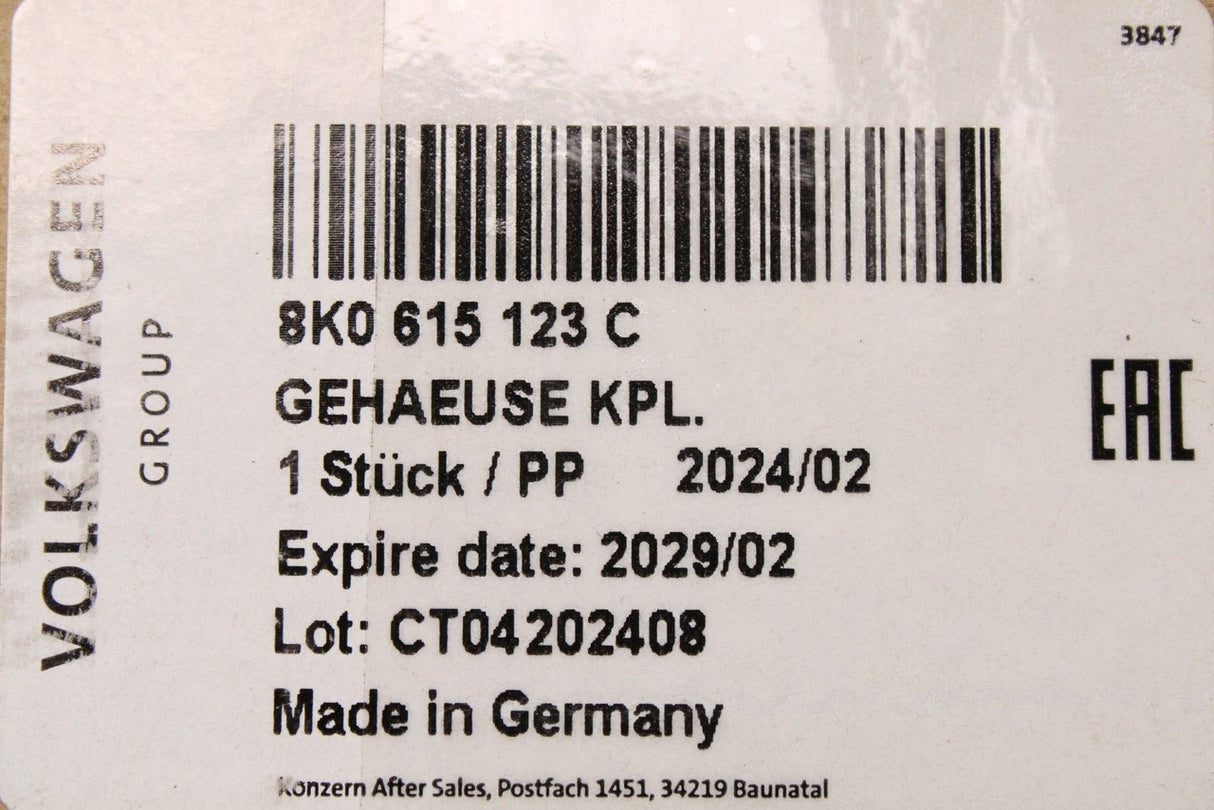 3847
VOLKSWAGEN
GROUP
8K0 615 123 C
GEHAEUSE KPL.
1 Stück / PP 2024/02
Expire date: 2029/02
Lot: CT04202408
Made in Germany
Konzern After Sales, Postfach 1451, 34219 Baunatal
EAC